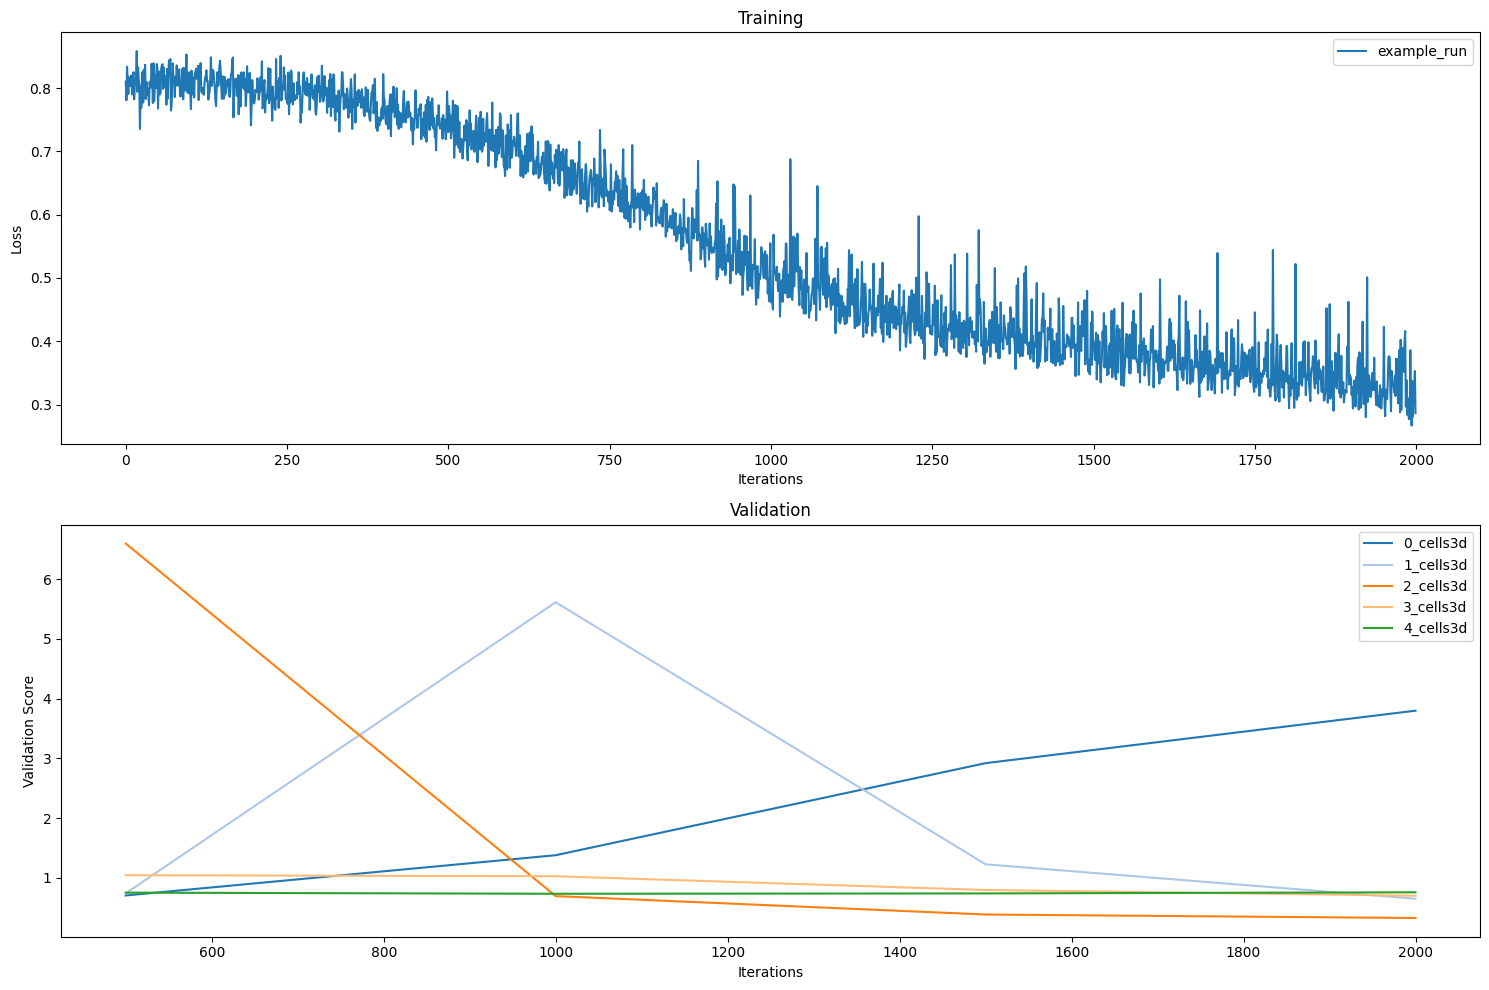 Training
example_run
Loss
0.8
0.7
0.6
0.5
0.4
0.3
0 250 500 750 1000 1250 1500 1750 2000
Iterations
Validation
0_cells3d
1_cells3d
2_cells3d
3_cells3d
4_cells3d
Validation Score
6
5
4
3
2
1
600 800 1000 1200 1400 1600 1800 2000
Iterations